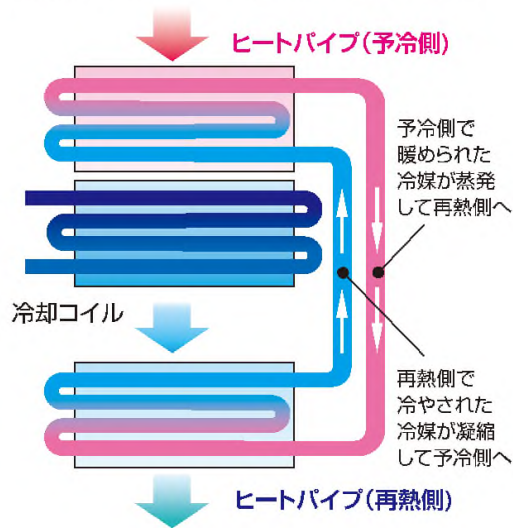 ヒートパイプ(予冷側)
予冷側で
暖められた
冷媒が蒸発
して再熱側へ
冷却コイル
再熱側で
冷やされた
冷媒が凝縮
して予冷側へ
ヒートパイプ(再熱側)